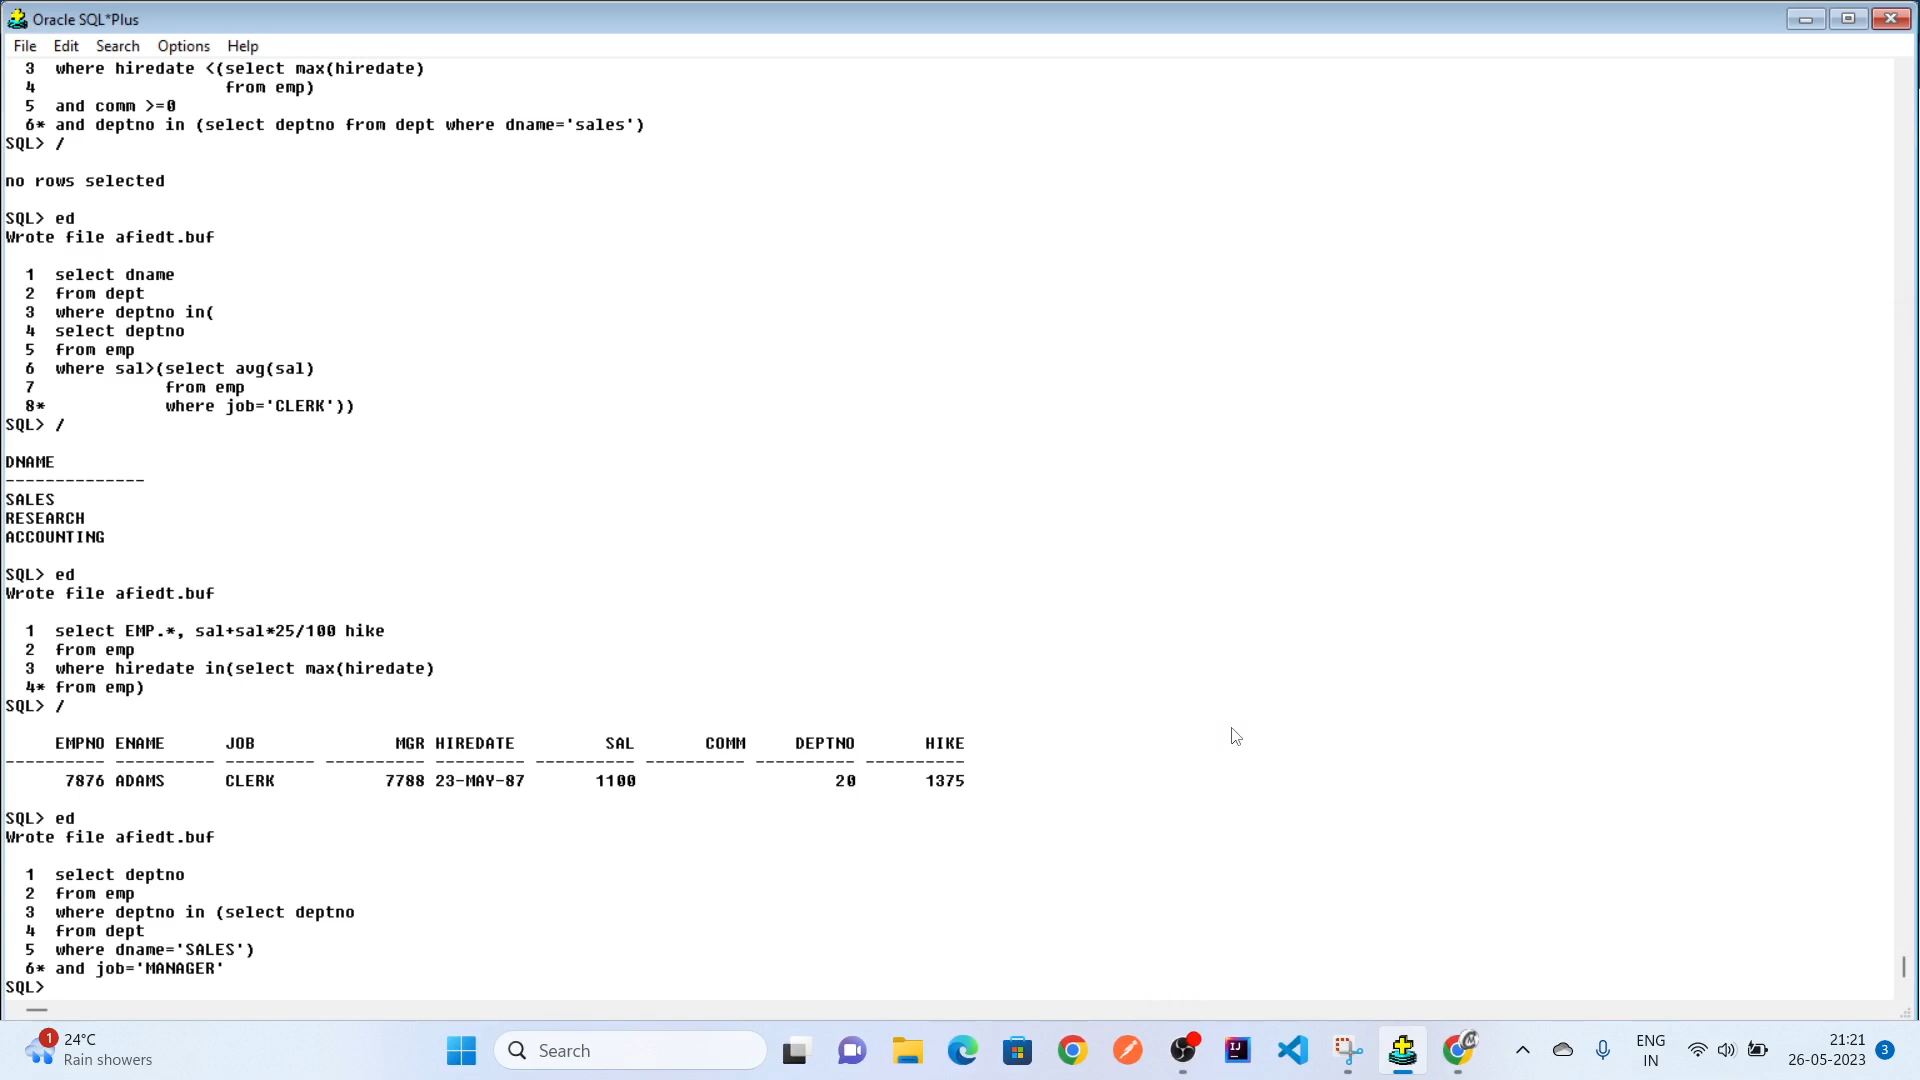 Oracle SQL*Plus
File Edit Search Options Help
3 where hiredate <(select max(hiredate)
4 from emp)
5 and comm >=0
6* and deptno in (select deptno from dept where dname='sales')
SQL> /
no rows selected
SQL> ed
Wrote file afiedt.buf
1 select dname
2 from dept
3 where deptno in(
4 select deptno
5 from emp
6 where sal>(select avg(sal)
7 from emp
8* where job='CLERK'))
SQL> /
DNAME
--------------
SALES
RESEARCH
ACCOUNTING
SQL> ed
Wrote file afiedt.buf
1 select EMP.*, sal+sal*25/100 hike
2 from emp
3 where hiredate in(select max(hiredate)
4* from emp)
SQL> /
EMPNO ENAME JOB MGR HIREDATE SAL COMM DEPTNO HIKE
---------- ---------- --------- ---------- --------- ---------- ---------- ---------- ----------
7876 ADAMS CLERK 7788 23-MAY-87 1100 20 1375
SQL> ed
Wrote file afiedt.buf
1 select deptno
2 from emp
3 where deptno in (select deptno
4 from dept
5 where dname='SALES')
6* and job='MANAGER'
SQL>
1 24°C
Rain showers
Search
ENG
IN
21:21
26-05-2023
3